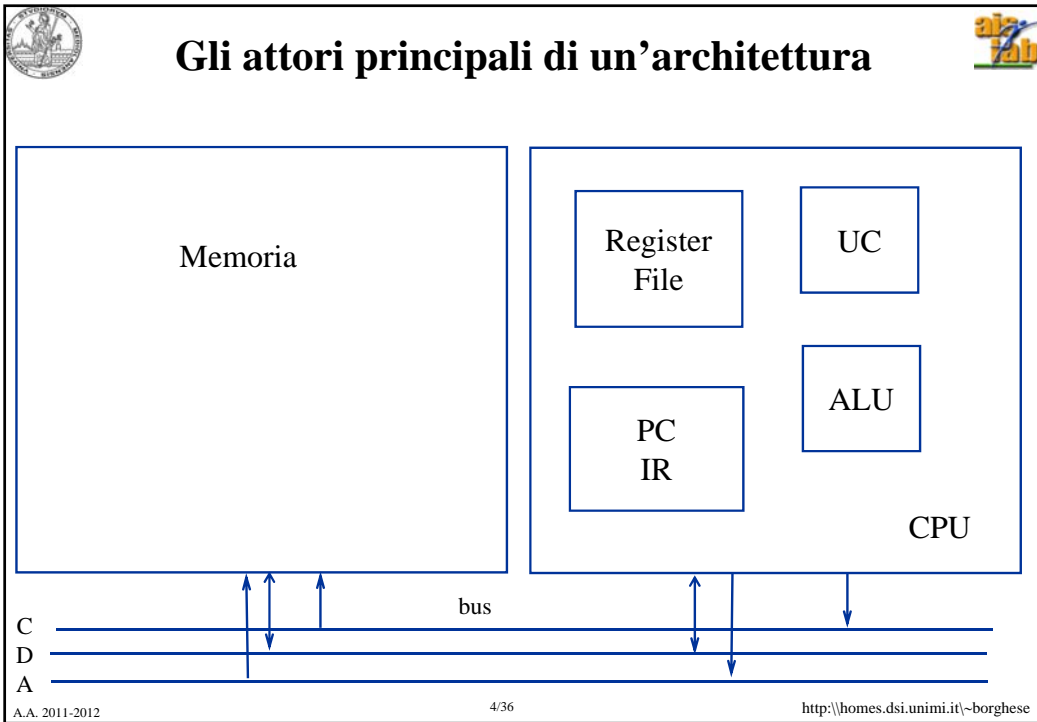 Gli attori principali di un’architettura
Memoria
Register
File
UC
PC
IR
ALU
CPU
bus
C
D
A
A.A. 2011-2012
4/36
http:\\homes.dsi.unimi.it\~borghese